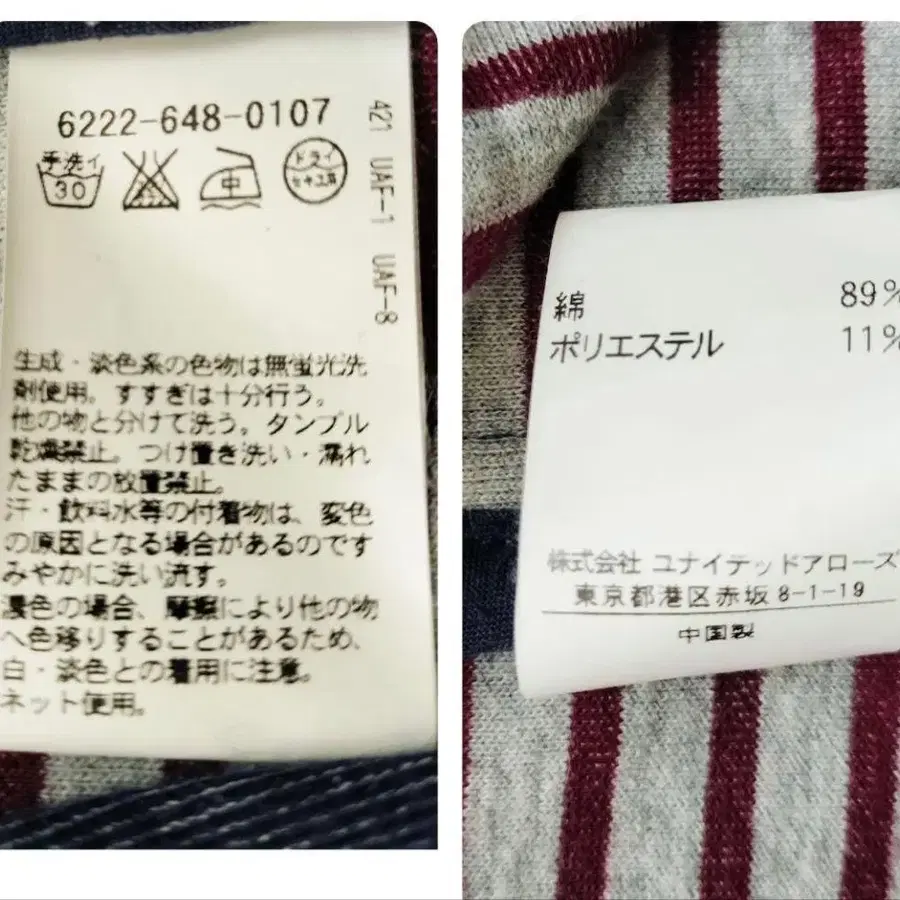 6222-648-0107
手洗イ
30
エンソ
サラシ
中
ドライ
セキユ系
421 UAF-1 UAF-8
生成・淡色系の色物は無蛍光洗
剤使用。すすぎは十分行う。
他の物と分けて洗う。タンブル
乾燥禁止。つけ置き洗い・濡れ
たままの放置禁止。
汗・飲料水等の付着物は、変色
の原因となる場合があるのです
みやかに洗い流す。
濃色の場合、摩擦により他の物
へ色移りすることがあるため、
白・淡色との着用に注意。
ネット使用。
綿 89%
ポリエステル 11%
株式会社 ユナイテッドアローズ
東京都港区赤坂8-1-19
中国製